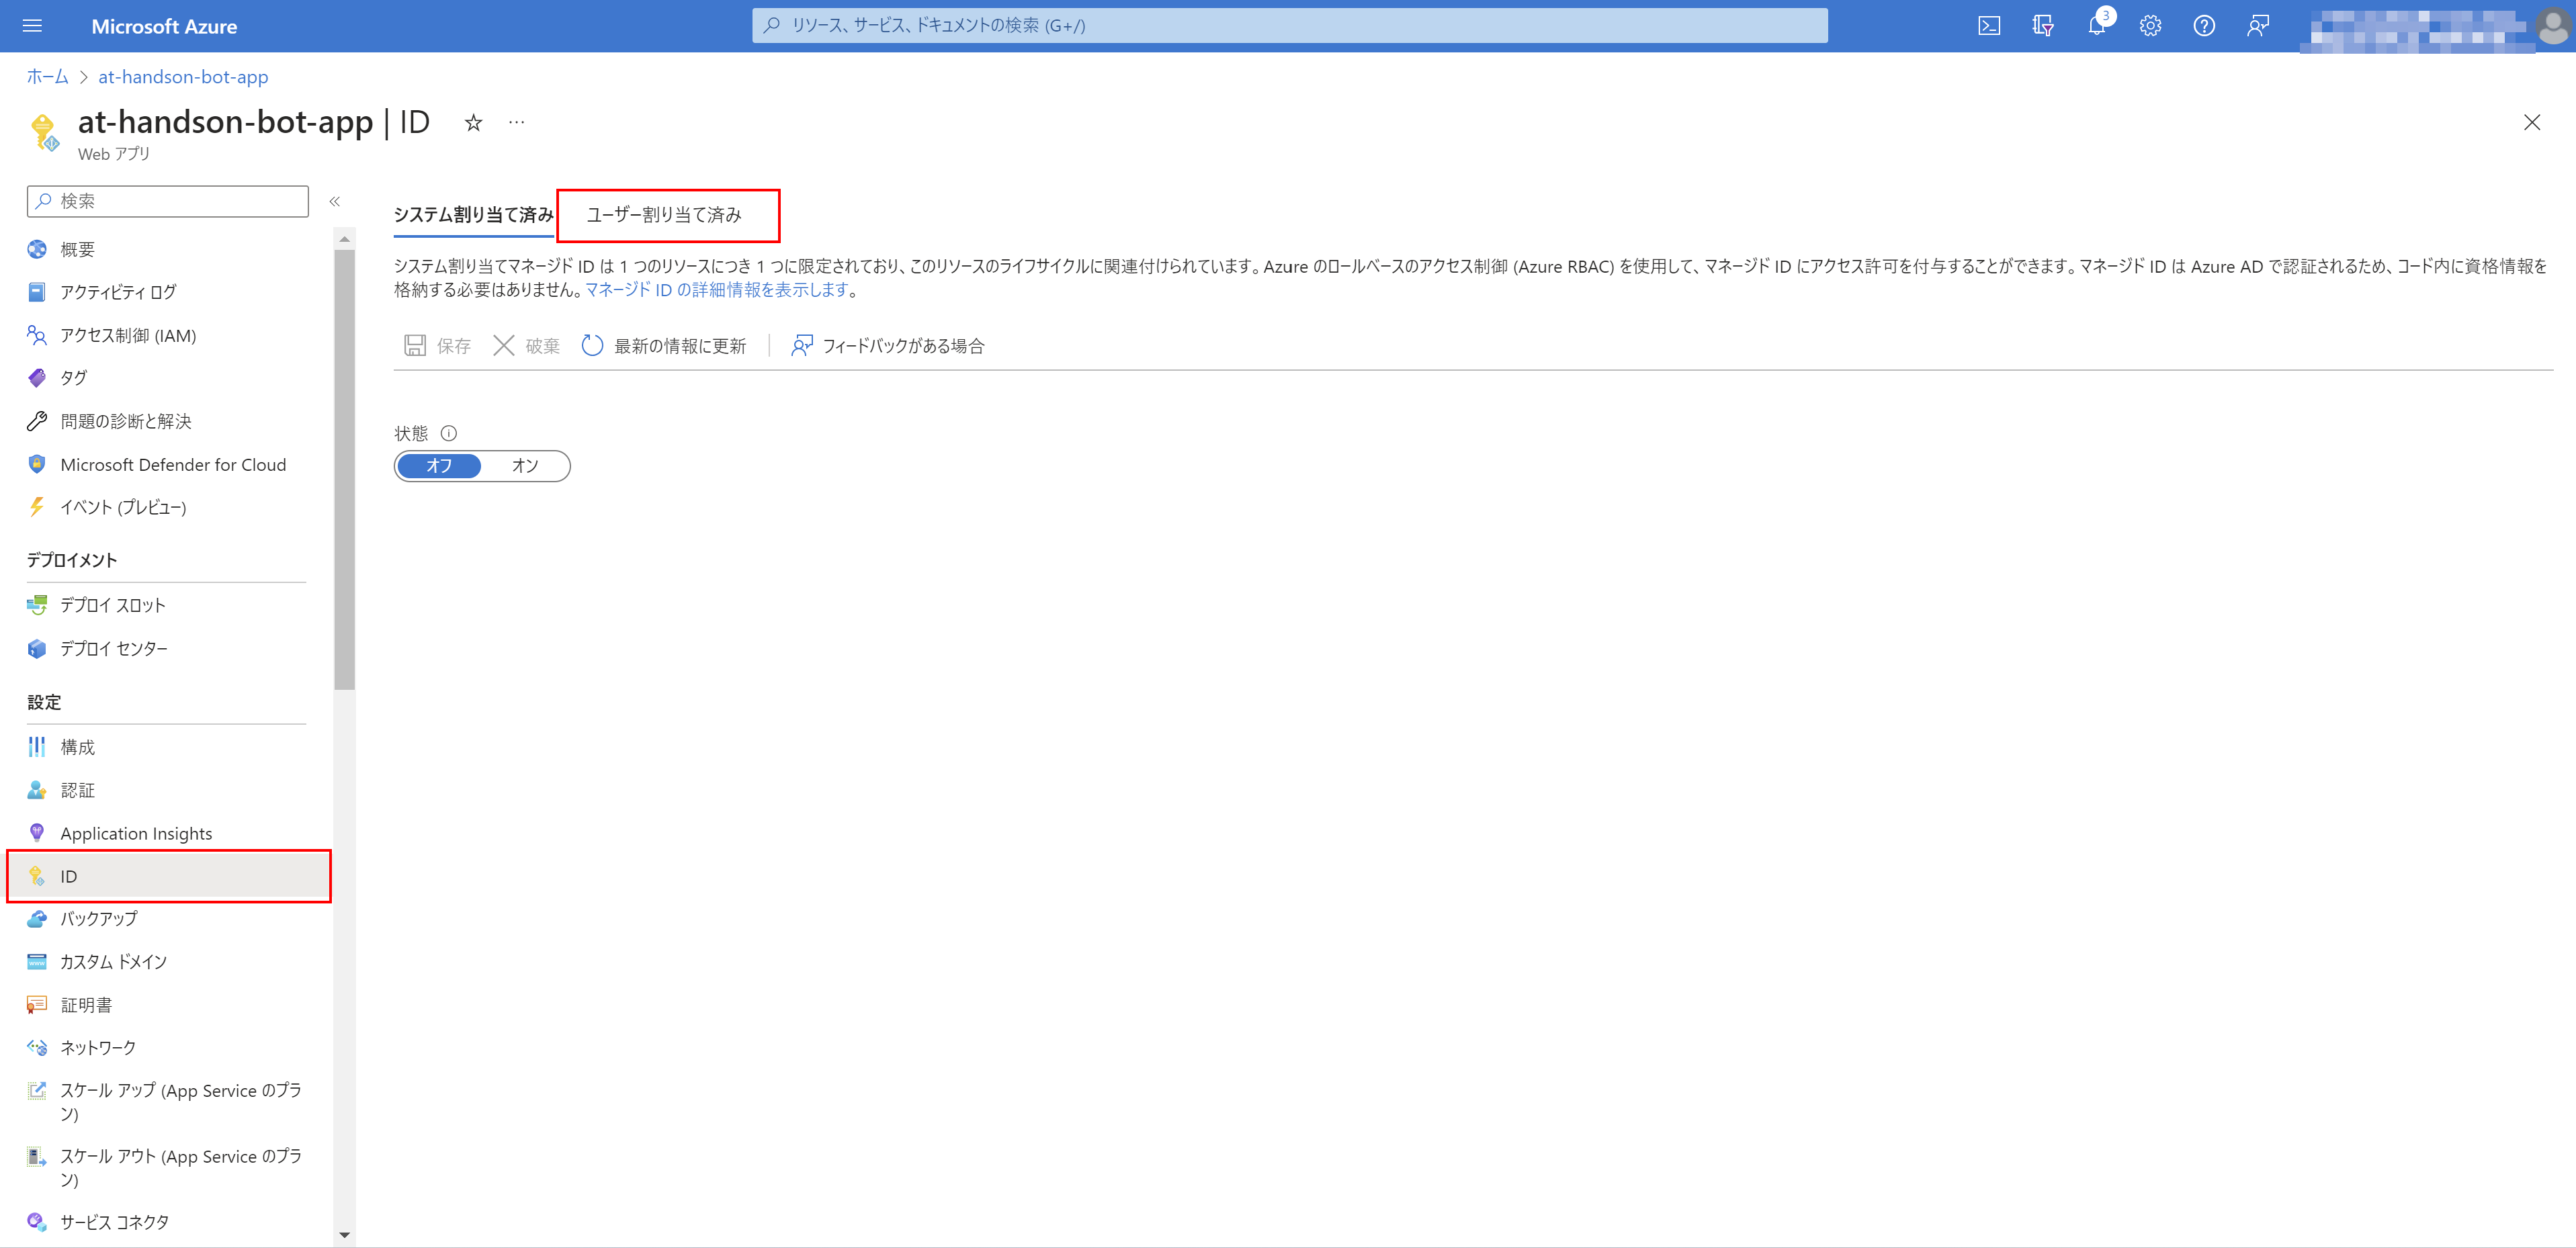 Microsoft Azure
リソース、サービス、ドキュメントの検索 (G+/)
3
ホーム > at-handson-bot-app
at-handson-bot-app | ID
Web アプリ
検索
概要
アクティビティ ログ
アクセス制御 (IAM)
タグ
問題の診断と解決
Microsoft Defender for Cloud
イベント (プレビュー)
デプロイメント
デプロイ スロット
デプロイ センター
設定
構成
認証
Application Insights
ID
バックアップ
カスタム ドメイン
証明書
ネットワーク
スケール アップ (App Service のプラ
ン)
スケール アウト (App Service のプラ
ン)
サービス コネクタ
システム割り当て済み ユーザー割り当て済み
システム割り当てマネージド ID は 1 つのリソースにつき 1 つに限定されており、このリソースのライフサイクルに関連付けられています。Azure のロールベースのアクセス制御 (Azure RBAC) を使用して、マネージド ID にアクセス許可を付与することができます。マネージド ID は Azure AD で認証されるため、コード内に資格情報を
格納する必要はありません。マネージド ID の詳細情報を表示します。
保存 破棄 最新の情報に更新 フィードバックがある場合
状態
オフ オン